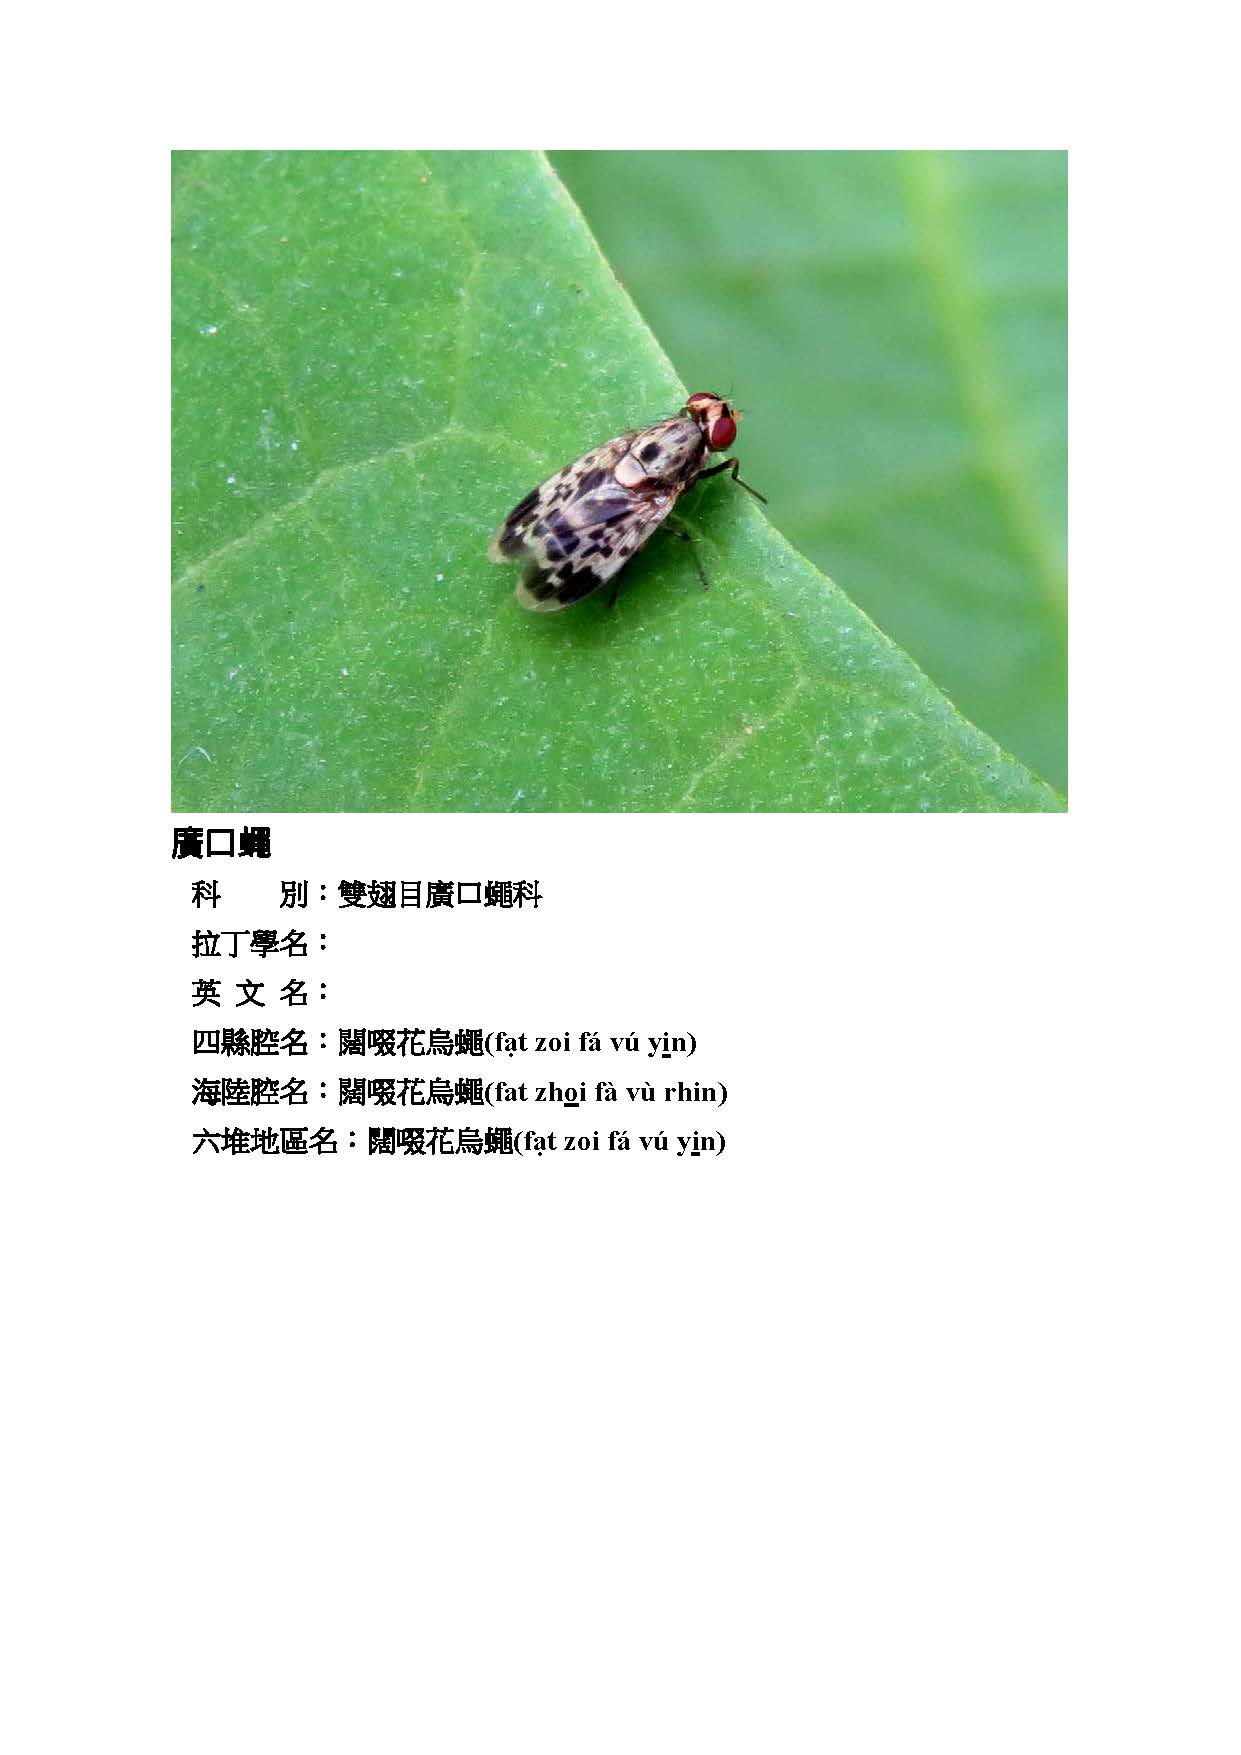 廣口蠅
科　　別：雙翅目廣口蠅科
拉丁學名：
英 文 名：
四縣腔名：闊啜花烏蠅(fạt zoi fá vú yi̲n)
海陸腔名：闊啜花烏蠅(fat zho̲i fà vù rhin)
六堆地區名：闊啜花烏蠅(fạt zoi fá vú yi̲n)